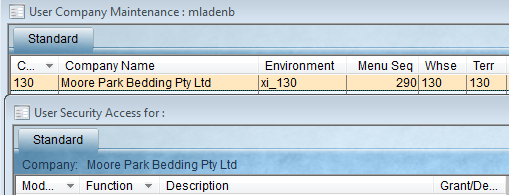 User Company Maintenance : mladenb
Standard
C... Company Name Environment Menu Seq Whse Terr
130 Moore Park Bedding Pty Ltd xi_130 290 130 130
User Security Access for :
Standard
Company: Moore Park Bedding Pty Ltd
Mod... Function Description Grant/De...